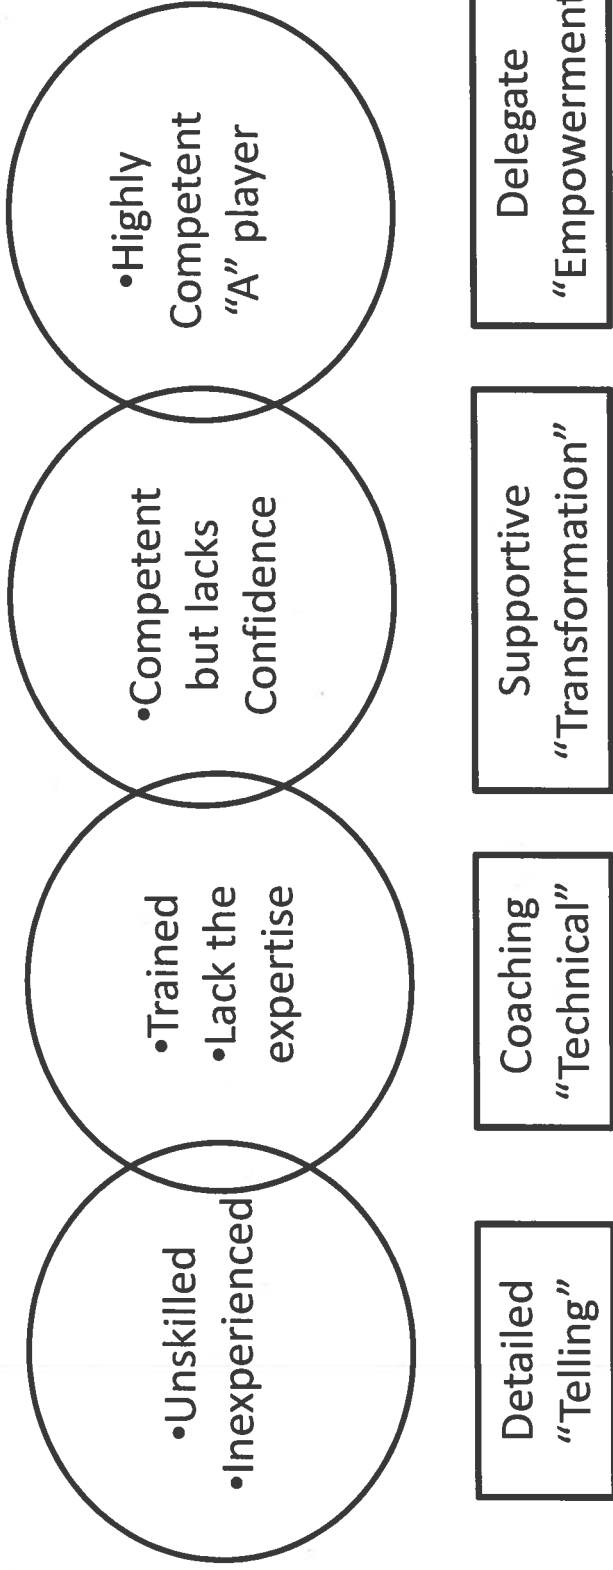 •Unskilled
•Inexperienced
•Trained
•Lack the
expertise
•Competent
but lacks
Confidence
•Highly
Competent
“A” player
Detailed
“Telling”
Coaching
“Technical”
Supportive
“Transformation”
Delegate
“Empowerment